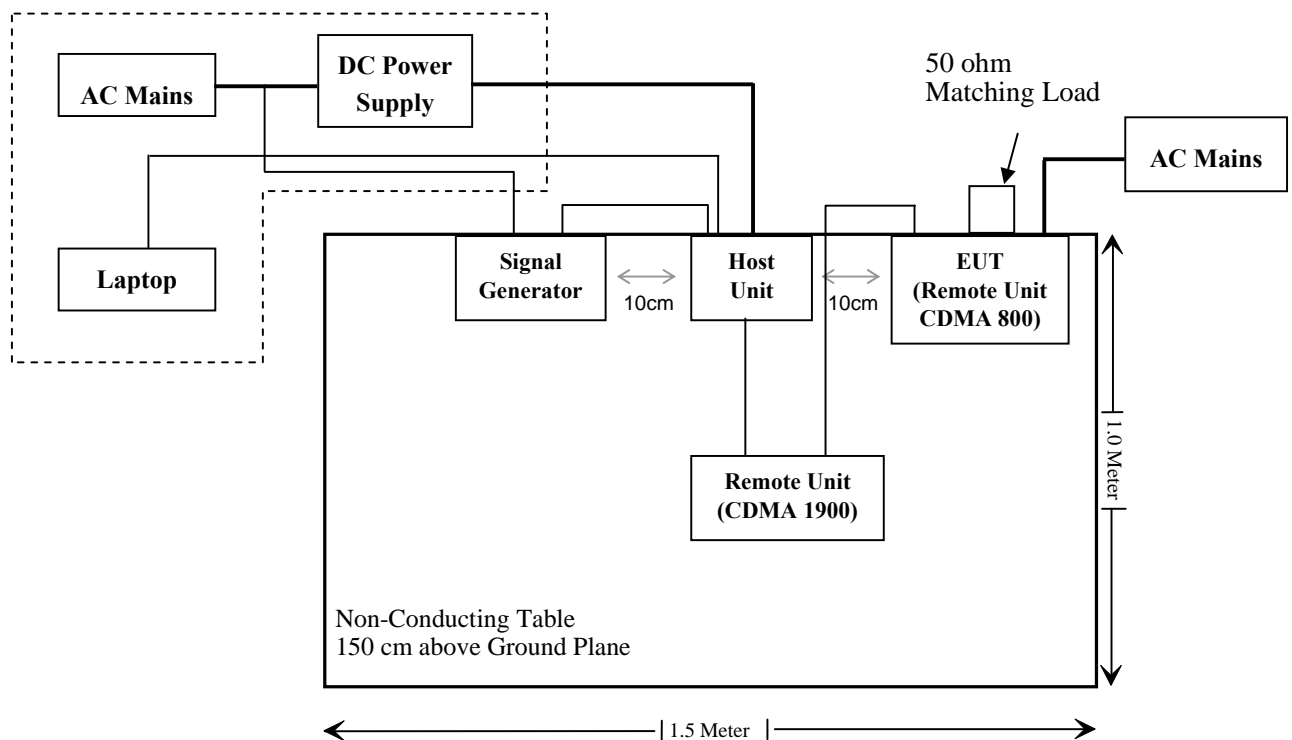 AC Mains
DC Power
Supply
50 ohm
Matching Load
AC Mains
Laptop
Signal
Generator
10cm
Host
Unit
10cm
EUT
(Remote Unit
CDMA 800)
Remote Unit
(CDMA 1900)
1.0 Meter
Non-Conducting Table
150 cm above Ground Plane
1.5 Meter